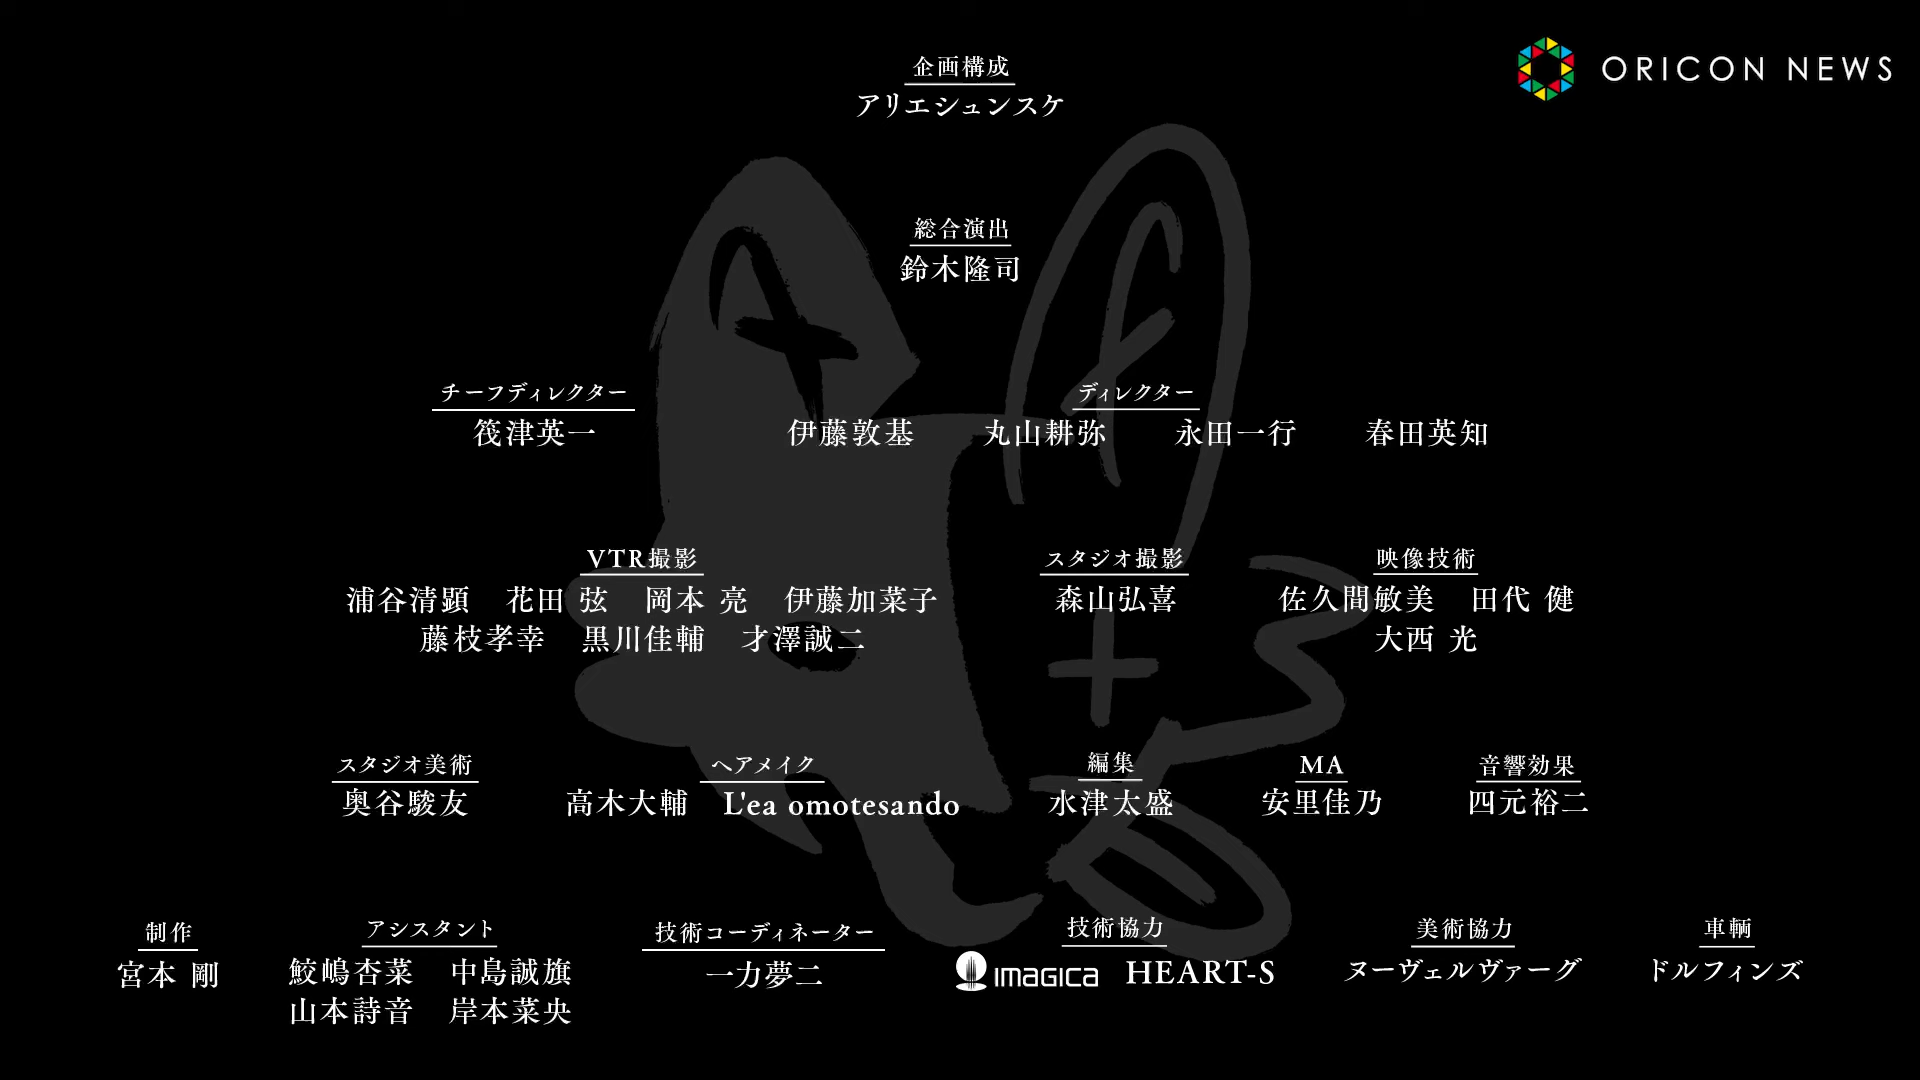 ORICON NEWS
企画構成
アリエシュンスケ
総合演出
鈴木隆司
チーフディレクター
筏津英一
ディレクター
伊藤敦基 丸山耕弥 永田一行 春田英知
VTR撮影
浦谷清顕 花田 弦 岡本 亮 伊藤加菜子
藤枝孝幸 黒川佳輔 才澤誠二
スタジオ撮影
森山弘喜
映像技術
佐久間敏美 田代 健
大西 光
スタジオ美術
奥谷駿友
ヘアメイク
高木大輔 L'ea omotesando
編集
水津太盛
MA
安里佳乃
音響効果
四元裕二
制作
宮本 剛
アシスタント
鮫嶋杏菜 中島誠旗
山本詩音 岸本菜央
技術コーディネーター
一力夢二
技術協力
IMAGICA HEART-S
美術協力
ヌーヴェルヴァーグ
車輌
ドルフィンズ